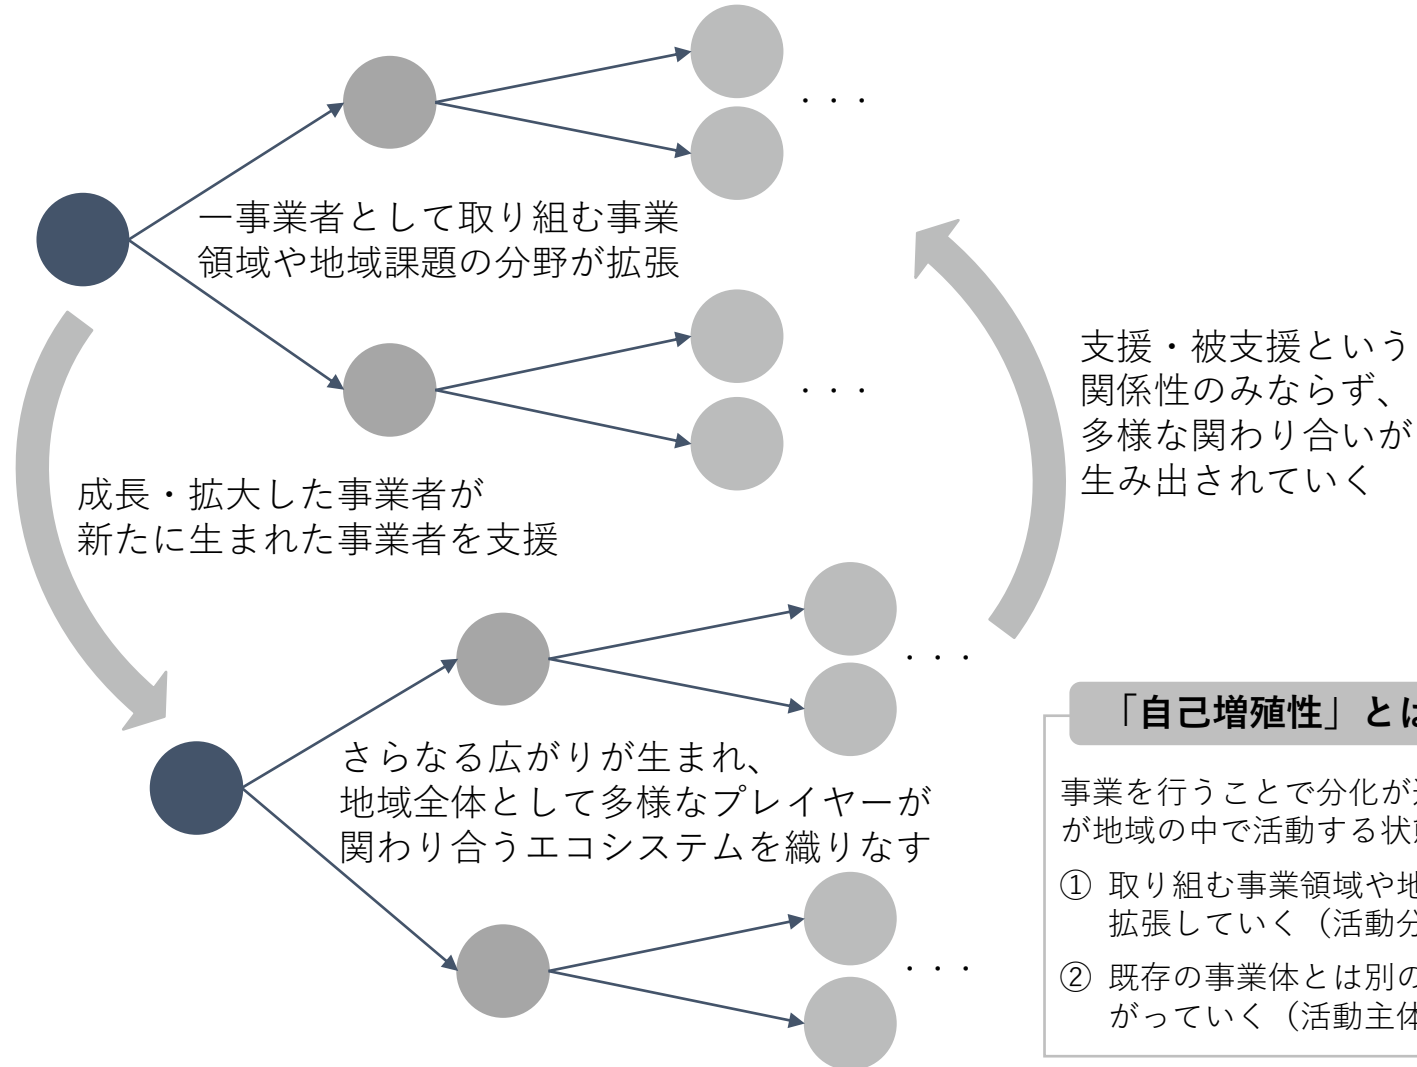 ・・・
一事業者として取り組む事業
領域や地域課題の分野が拡張
・・・
支援・被支援という
関係性のみならず、
多様な関わり合いが
生み出されていく
成長・拡大した事業者が
新たに生まれた事業者を支援
・・・
さらなる広がりが生まれ、
地域全体として多様なプレイヤーが
関わり合うエコシステムを織りなす
・・・
「自己増殖性」と
事業を行うことで分化が
が地域の中で活動する状
① 取り組む事業領域や
拡張していく（活動分
② 既存の事業体とは別の
がっていく（活動主体